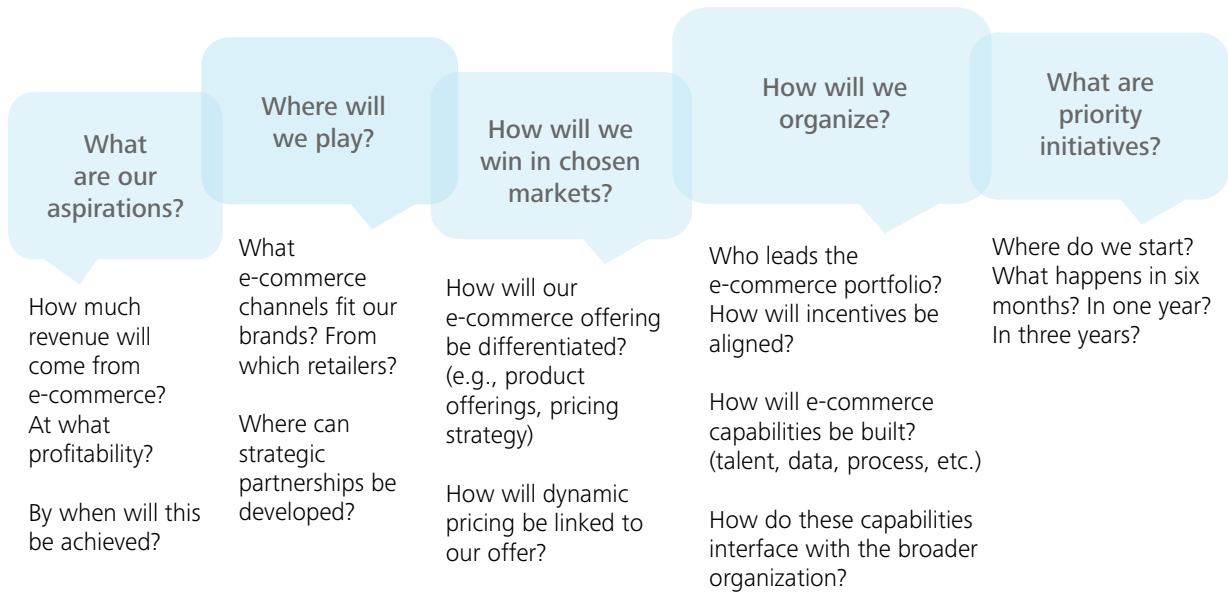 What
are our
aspirations?
How much
revenue will
come from
e-commerce?
At what
profitability?
By when will this
be achieved?
Where will
we play?
What
e-commerce
channels fit our
brands? From
which retailers?
Where can
strategic
partnerships be
developed?
How will we
win in chosen
markets?
How will our
e-commerce offering
be differentiated?
(e.g., product
offerings, pricing
strategy)
How will dynamic
pricing be linked to
our offer?
How will we
organize?
Who leads the
e-commerce portfolio?
How will incentives be
aligned?
How will e-commerce
capabilities be built?
(talent, data, process, etc.)
How do these capabilities
interface with the broader
organization?
What are
priority
initiatives?
Where do we start?
What happens in six
months? In one year?
In three years?